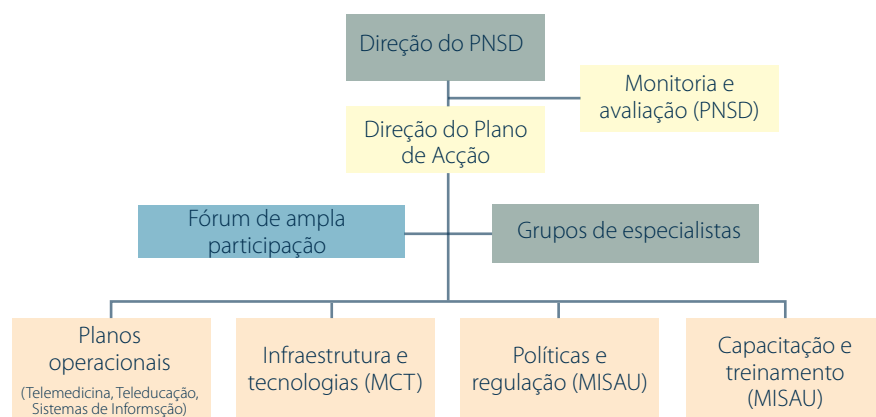 Direção do PNSD
Monitoria e
avaliação (PNSD)
Direção do Plano
de Acção
Fórum de ampla
participação
Grupos de especialistas
Planos
operacionais
(Telemedicina, Teleducação,
Sistemas de Informsção)
Infraestrutura e
tecnologias (MCT)
Políticas e
regulação (MISAU)
Capacitação e
treinamento
(MISAU)